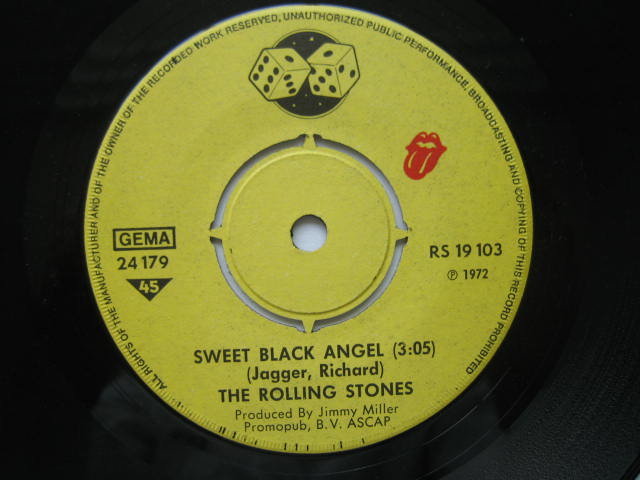 ALL RIGHTS OF THE MANUFACTURER AND OF THE OWNER OF THE RECORDED WORK RESERVED, UNAUTHORIZED PUBLIC PERFORMANCE, BROADCASTING AND COPYING OF THIS RECORD PROHIBITED
GEMA
24 179
45
RS 19 103
℗ 1972
SWEET BLACK ANGEL (3:05)
(Jagger, Richard)
THE ROLLING STONES
Produced By Jimmy Miller
Promopub, B.V. ASCAP